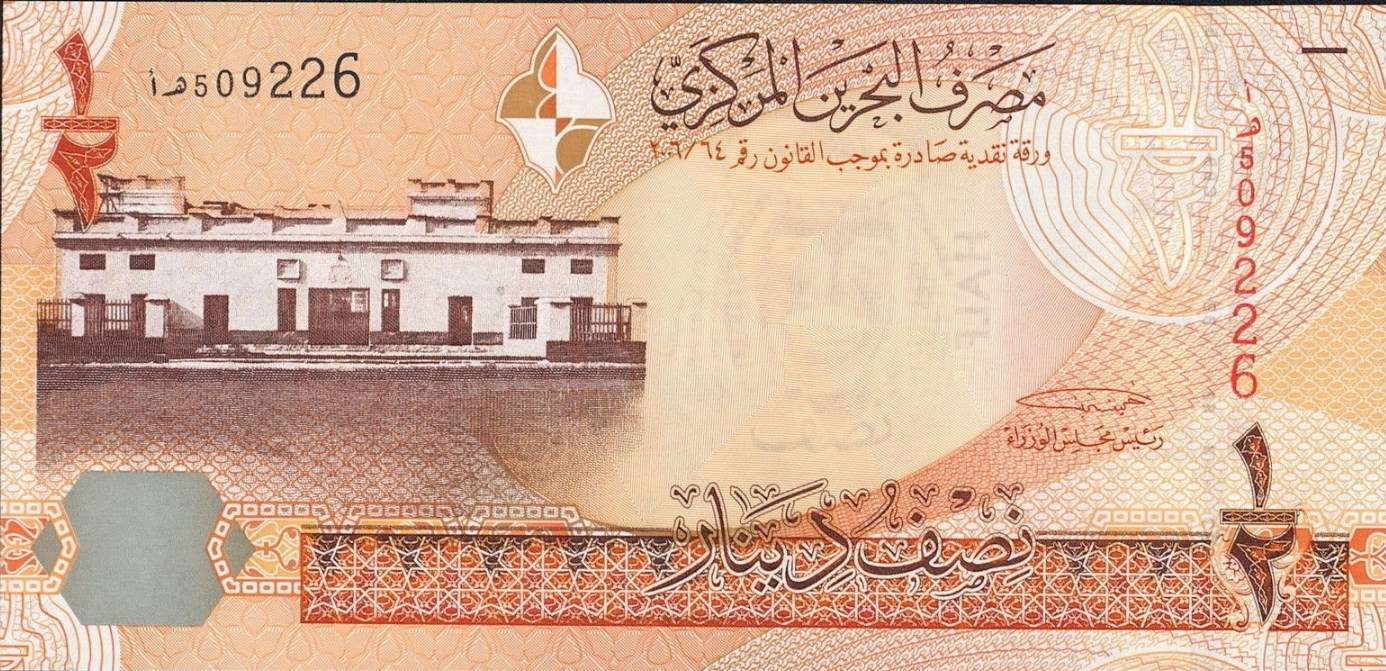 مصرف البحرين المركزي
ورقة نقدية صادرة بموجب القانون رقم ٢٠٠٦/٦٤
أ هـ 509226
١/٢
أ هـ 509226
رئيس مجلس الوزراء
نصف دينار
١/٢